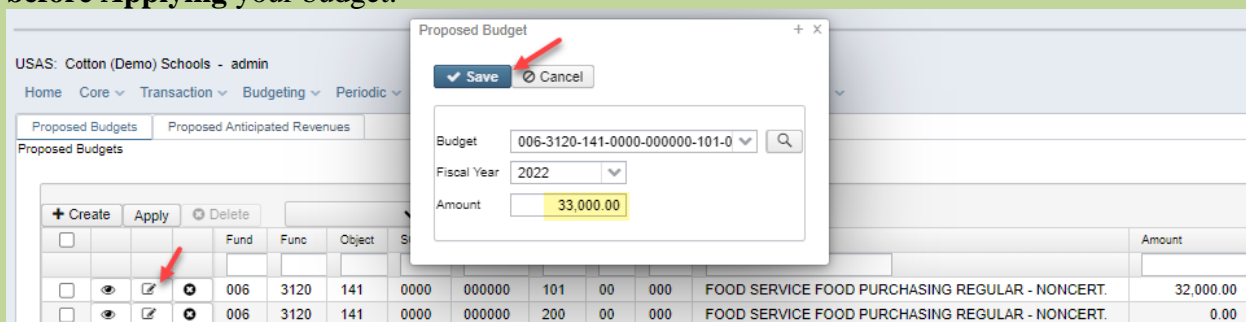 before Applying your budget.
Proposed Budget
USAS: Cotton (Demo) Schools - admin
Save Cancel
Home Core Transaction Budgeting Periodic
Proposed Budgets Proposed Anticipated Revenues
Proposed Budgets
Budget 006-3120-141-0000-000000-101-0
Fiscal Year 2022
Amount 33,000.00
+ Create Apply Delete
Fund Func Object Amount
006 3120 141 0000 000000 101 00 000 FOOD SERVICE FOOD PURCHASING REGULAR - NONCERT. 32,000.00
006 3120 141 0000 000000 200 00 000 FOOD SERVICE FOOD PURCHASING REGULAR - NONCERT. 0.00